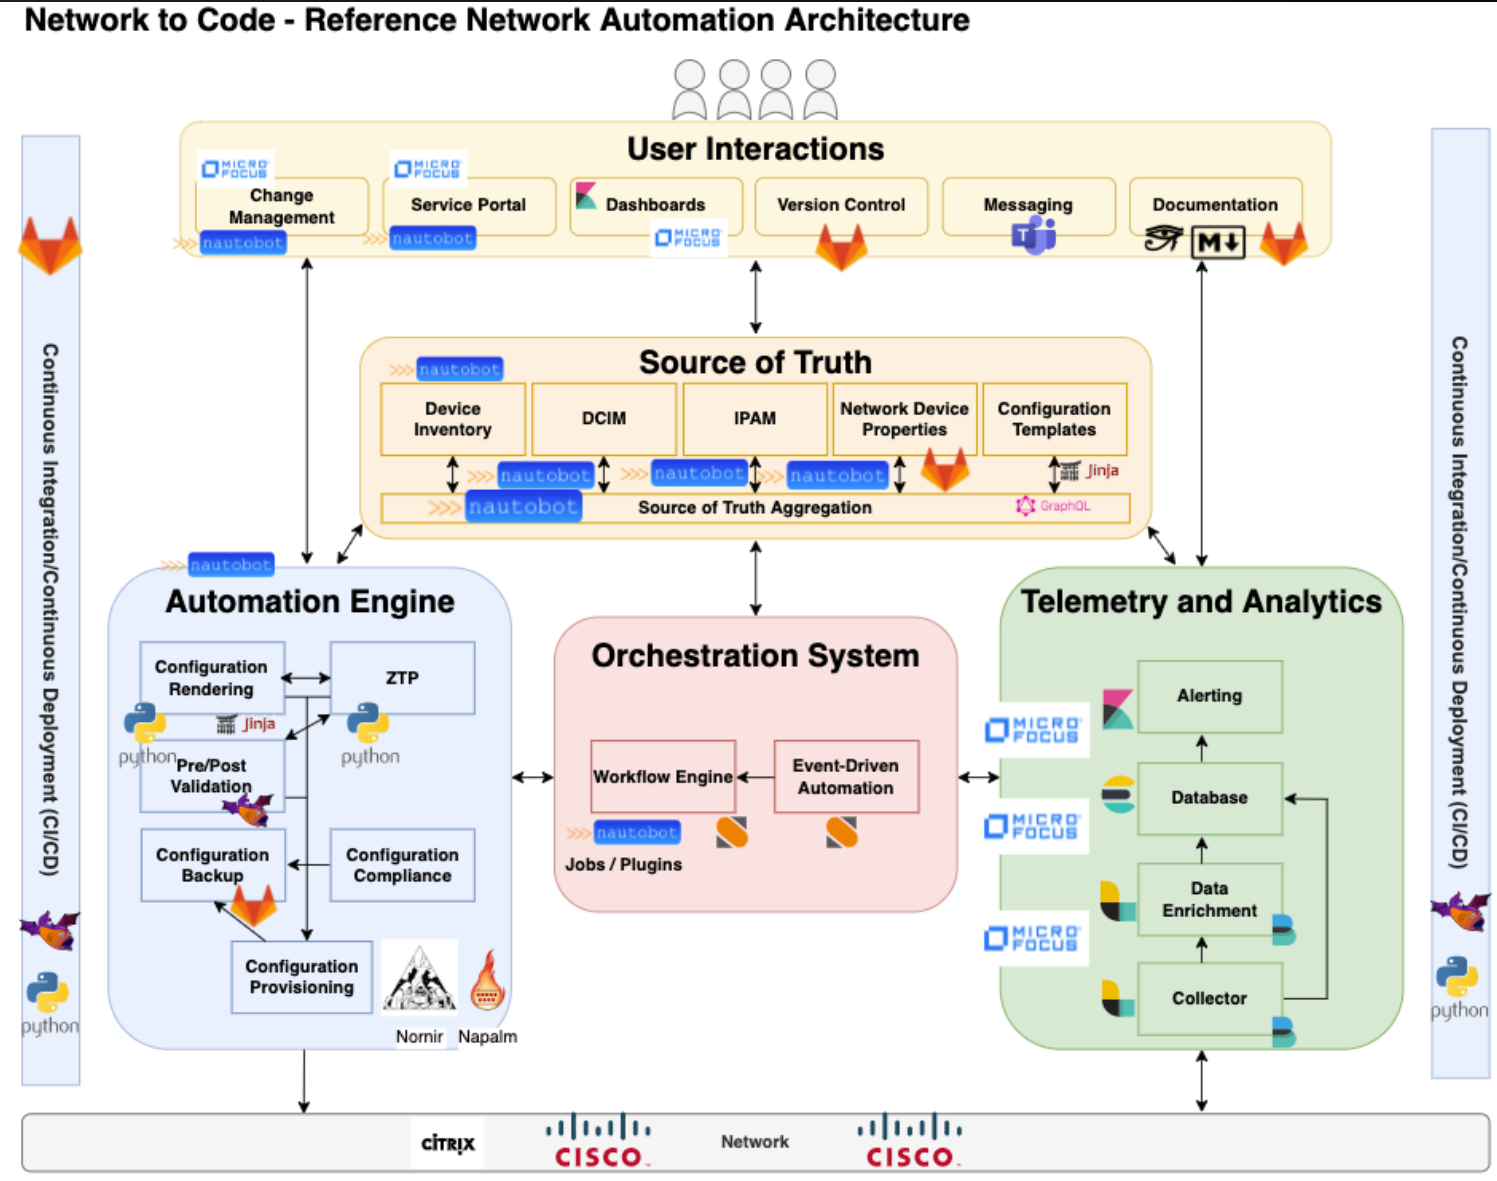 Network to Code - Reference Network Automation Architecture
User Interactions
MICRO
FOCUS
Change
Management
nautobot
MICRO
FOCUS
Service Portal
nautobot
Dashboards
MICRO
FOCUS
Version Control
Messaging
T
Documentation
M
Continuous Integration/Continuous Deployment (CI/CD)
python
Source of Truth
nautobot
Device
Inventory
DCIM
IPAM
Network Device
Properties
Configuration
Templates
nautobot
nautobot
nautobot
Jinja
nautobot
Source of Truth Aggregation
GraphQL
nautobot
Automation Engine
Configuration
Rendering
ZTP
python
Jinja
python
Pre/Post
Validation
Configuration
Backup
Configuration
Compliance
Configuration
Provisioning
Nornir
Napalm
Orchestration System
Workflow Engine
Event-Driven
Automation
nautobot
Jobs / Plugins
Telemetry and Analytics
Alerting
MICRO
FOCUS
Database
MICRO
FOCUS
Data
Enrichment
MICRO
FOCUS
Collector
Continuous Integration/Continuous Deployment (CI/CD)
python
CITRIX
CISCO
Network
CISCO